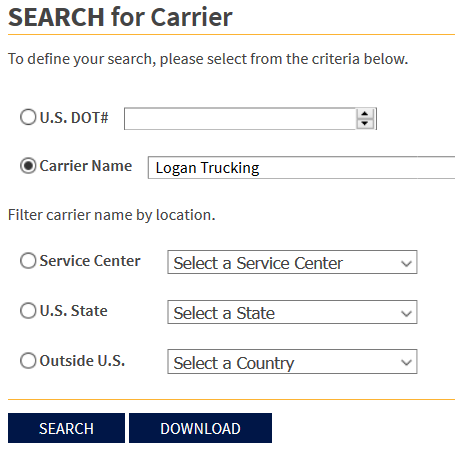 SEARCH for Carrier
To define your search, please select from the criteria below.
U.S. DOT#
Carrier Name Logan Trucking
Filter carrier name by location.
Service Center Select a Service Center
U.S. State Select a State
Outside U.S. Select a Country
SEARCH DOWNLOAD